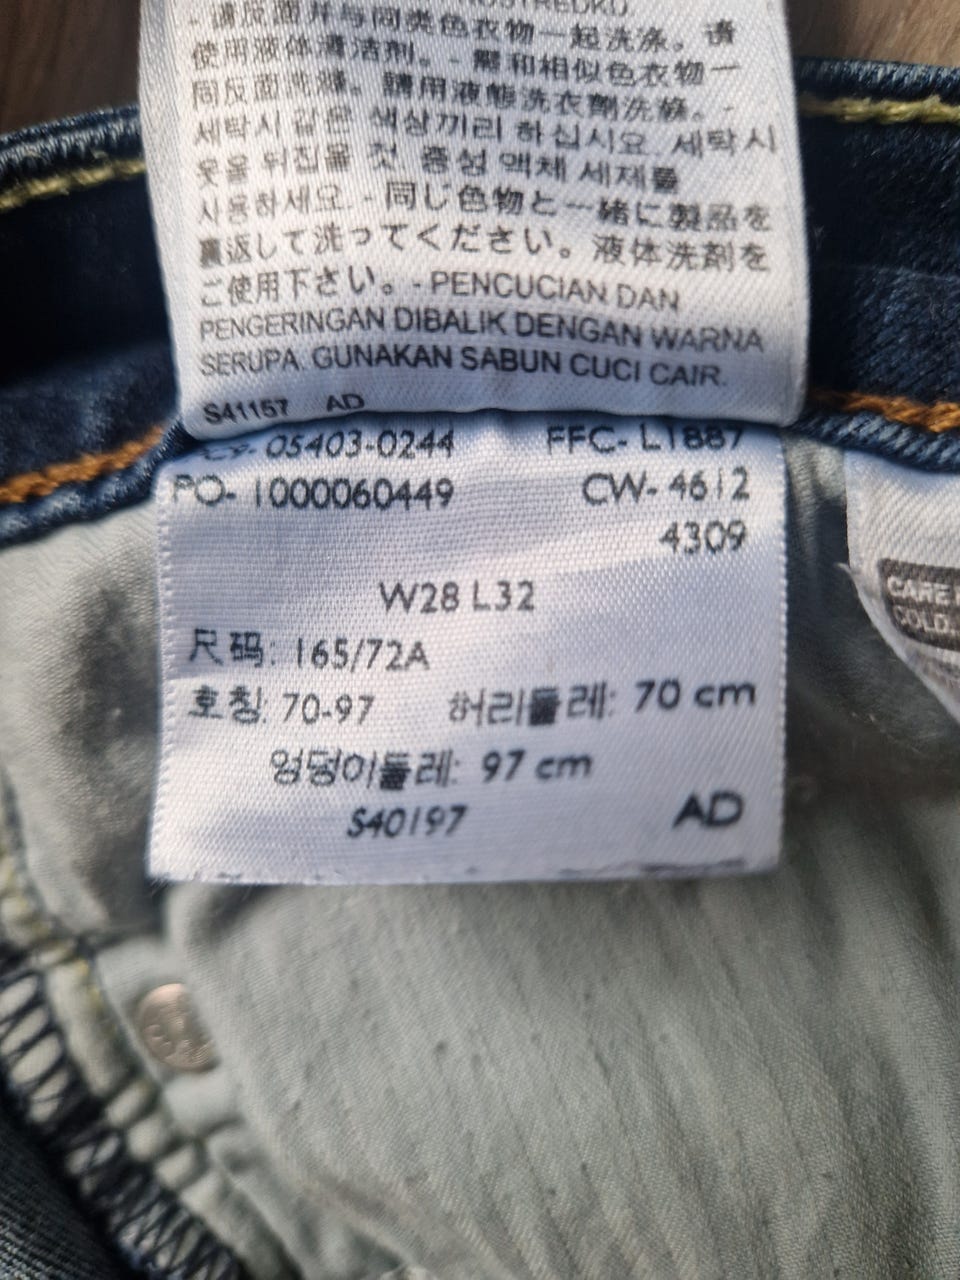 - 请反面并与同类色衣物一起洗涤。请
使用液体清洁剂。- 需和相似色衣物一
同反面洗滌。請用液態洗衣劑洗滌。-
세탁시 같은 색상끼리 하십시오. 세탁시
옷을 뒤집을 것 중성 액체 세제를
사용하세요. - 同じ色物と一緒に製品を
裏返して洗ってください。液体洗剤を
ご使用下さい。- PENCUCIAN DAN
PENGERINGAN DIBALIK DENGAN WARNA
SERUPA. GUNAKAN SABUN CUCI CAIR.
S41157 AD
05403-0244 FFC- L1887
PO- 1000060449 CW- 4612
4309
W28 L32
尺码: 165/72A
호칭: 70-97 허리둘레: 70 cm
엉덩이둘레: 97 cm
S40197 AD
CARE
COLD